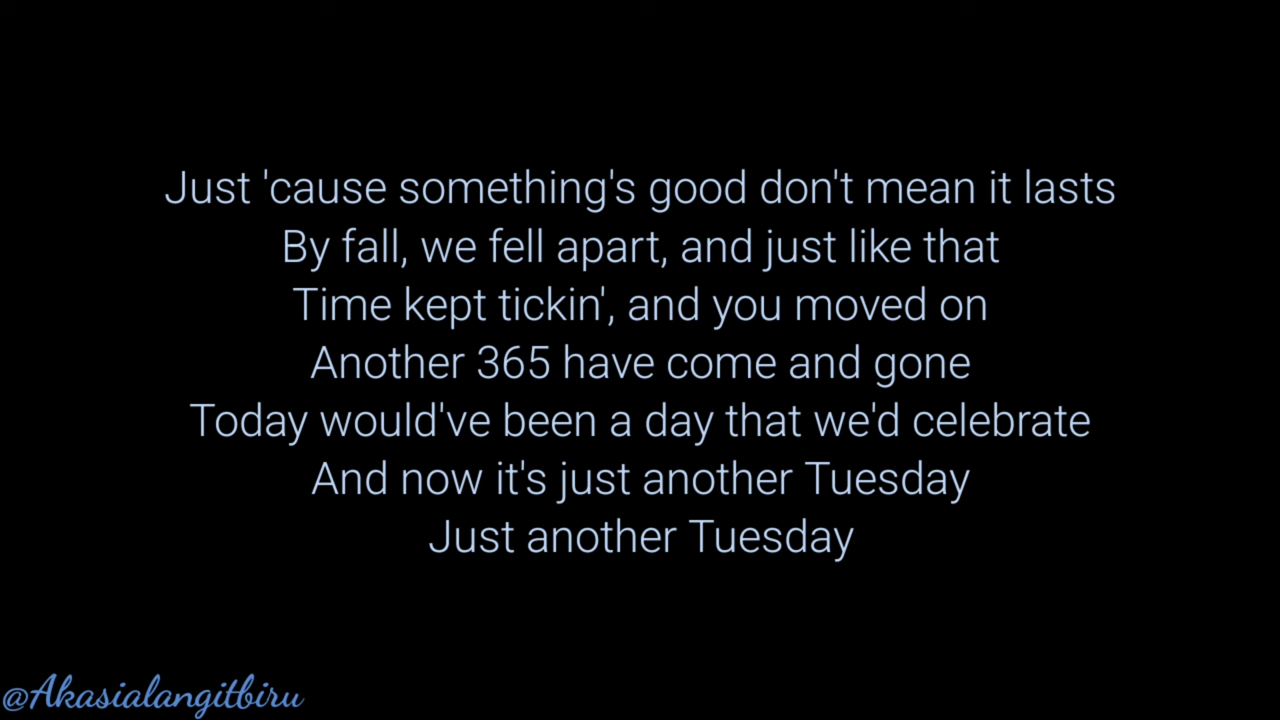 Just 'cause something's good don't mean it lasts
By fall, we fell apart, and just like that
Time kept tickin', and you moved on
Another 365 have come and gone
Today would've been a day that we'd celebrate
And now it's just another Tuesday
Just another Tuesday
@Akasialangitbiru